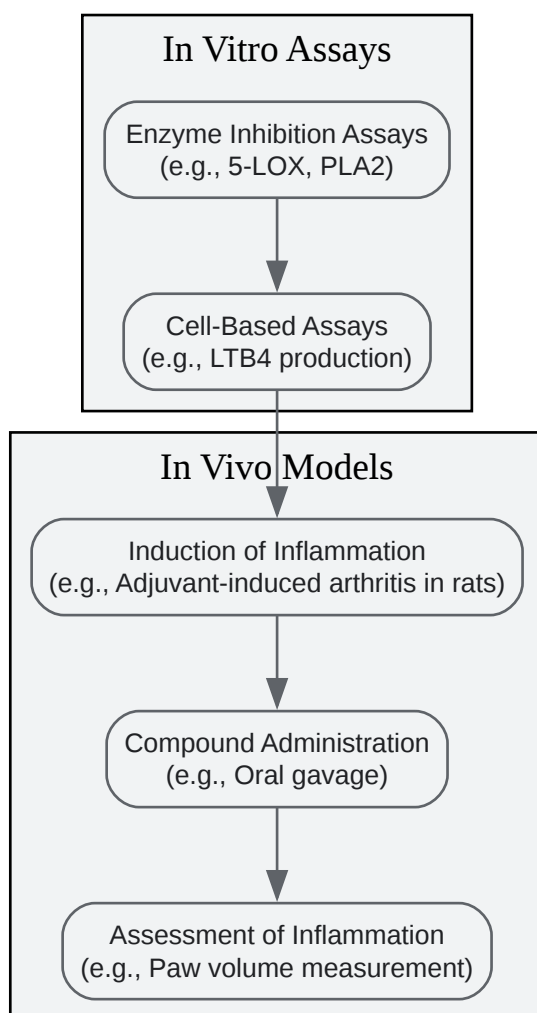 In Vitro Assays
Enzyme Inhibition Assays
(e.g., 5-LOX, PLA2)
Cell-Based Assays
(e.g., LTB4 production)
In Vivo Models
Induction of Inflammation
(e.g., Adjuvant-induced arthritis in rats)
Compound Administration
(e.g., Oral gavage)
Assessment of Inflammation
(e.g., Paw volume measurement)